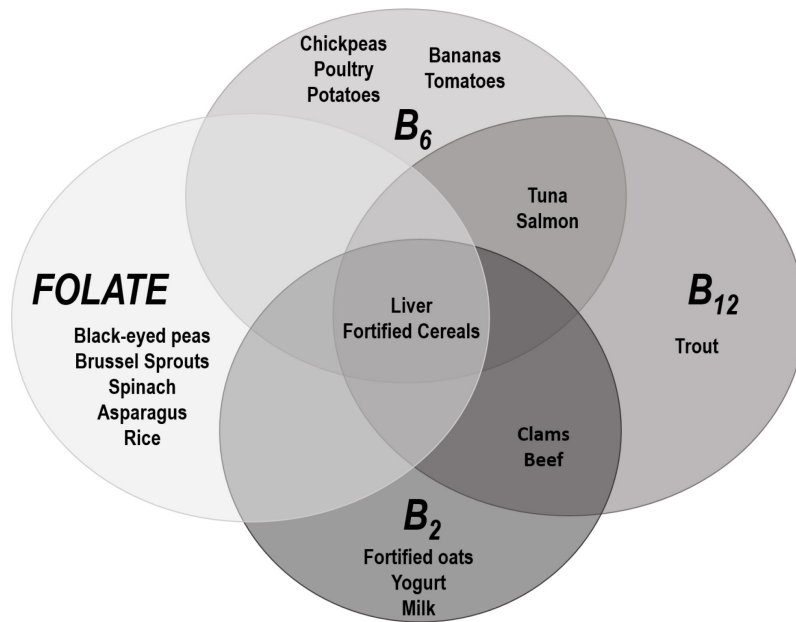 Chickpeas
Poultry
Potatoes
Bananas
Tomatoes
B6
Tuna
Salmon
FOLATE
Black-eyed peas
Brussel Sprouts
Spinach
Asparagus
Rice
Liver
Fortified Cereals
B12
Trout
Clams
Beef
B2
Fortified oats
Yogurt
Milk